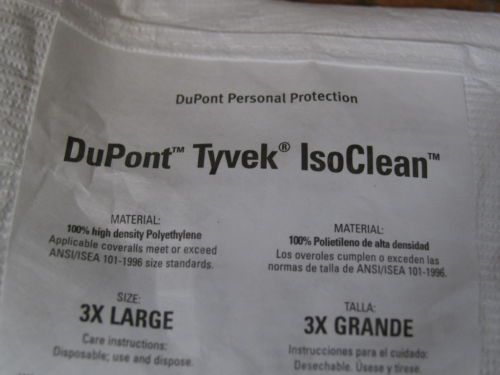 DuPont Personal Protection
DuPont™ Tyvek® IsoClean™
MATERIAL:
100% high density Polyethylene
Applicable coveralls meet or exceed
ANSI/ISEA 101-1996 size standards.
MATERIAL:
100% Polietileno de alta densidad
Los overoles cumplen o exceden las
normas de talla de ANSI/ISEA 101-1996.
SIZE:
3X LARGE
TALLA:
3X GRANDE
Care instructions:
Disposable; use and dispose.
Instrucciones para el cuidado:
Desechable. Úsese y tírese.